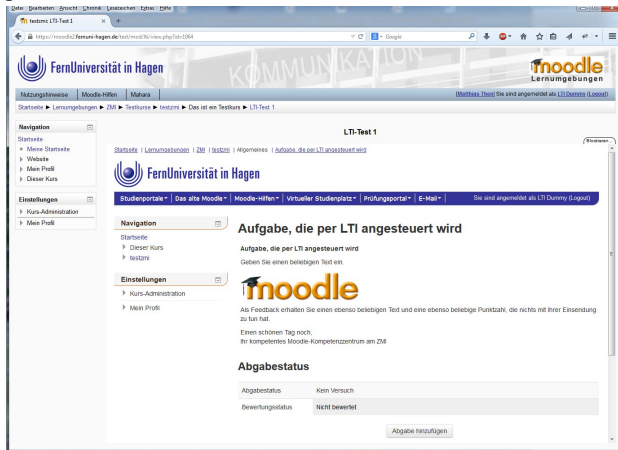 Datei Bearbeiten Ansicht Chronik Lesezeichen Extras Hilfe
testzmi: LTI-Test 1
https://moodle2.fernuni-hagen.de/test/mod/lti/view.php?id=1064
Google
FernUniversität in Hagen
KOMMUNIKATION
moodle
Lernumgebungen
Nutzungshinweise Moodle-Hilfen Mahara
[Matthias Then] Sie sind angemeldet als LTI Dummy (Logout)
Startseite ► Lernumgebungen ► ZMI ► Testkurse ► testzmi ► Das ist ein Testkurs ► LTI-Test 1
Navigation
Startseite
Meine Startseite
Website
Mein Profil
Dieser Kurs
Einstellungen
Kurs-Administration
Mein Profil
LTI-Test 1
Blockieren
Startseite | Lernumgebungen | ZMI | testzmi | Allgemeines | Aufgabe, die per LTI angesteuert wird
FernUniversität in Hagen
Studienportale Das alte Moodle Moodle-Hilfen Virtueller Studienplatz Prüfungsportal E-Mail Sie sind angemeldet als LTI Dummy (Logout)
Navigation
Startseite
Dieser Kurs
testzmi
Einstellungen
Kurs-Administration
Mein Profil
Aufgabe, die per LTI angesteuert wird
Aufgabe, die per LTI angesteuert wird
Geben Sie einen beliebigen Text ein.
moodle
Als Feedback erhalten Sie einen ebenso beliebigen Text und eine ebenso beliebige Punktzahl, die nichts mit Ihrer Einsendung
zu tun hat.
Einen schönen Tag noch,
Ihr kompetentes Moodle-Kompetenzzentrum am ZMI
Abgabestatus
Abgabestatus Kein Versuch
Bewertungsstatus Nicht bewertet
Abgabe hinzufügen